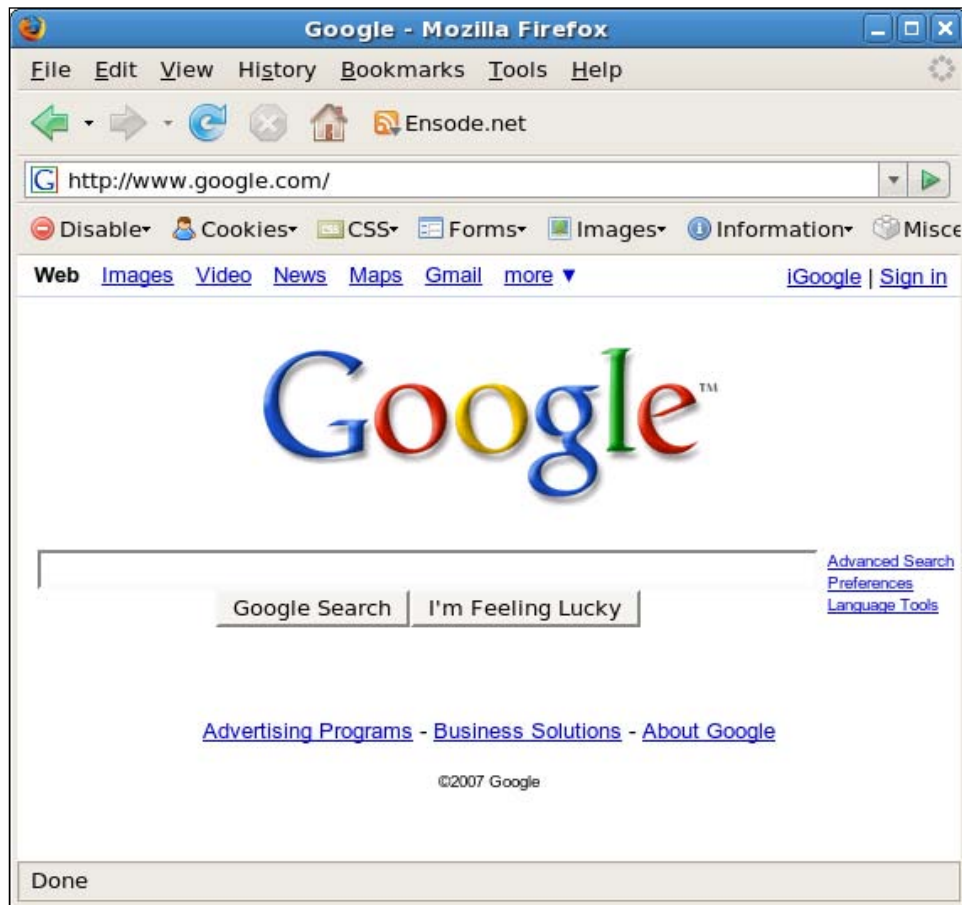 Google - Mozilla Firefox
File Edit View History Bookmarks Tools Help
Ensode.net
G http://www.google.com/
Disable Cookies CSS CSS Forms Images Information Misce
Web Images Video News Maps Gmail more ▼ iGoogle | Sign in
Google™
Advanced Search
Preferences
Language Tools
Google Search I'm Feeling Lucky
Advertising Programs - Business Solutions - About Google
©2007 Google
Done